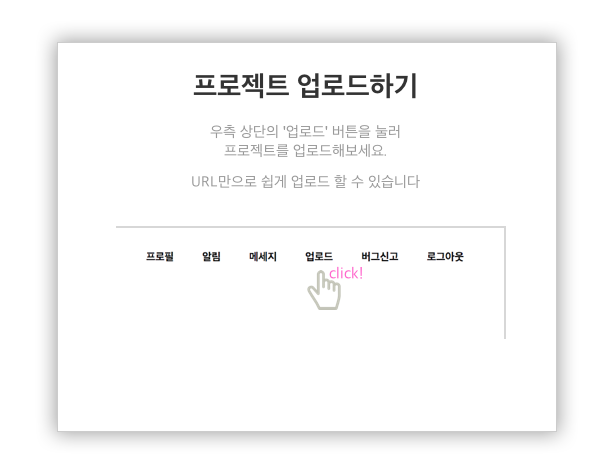 프로젝트 업로드하기
우측 상단의 '업로드' 버튼을 눌러
프로젝트를 업로드해보세요.
URL만으로 쉽게 업로드 할 수 있습니다
프로필 알림 메세지 업로드 버그신고 로그아웃
click!